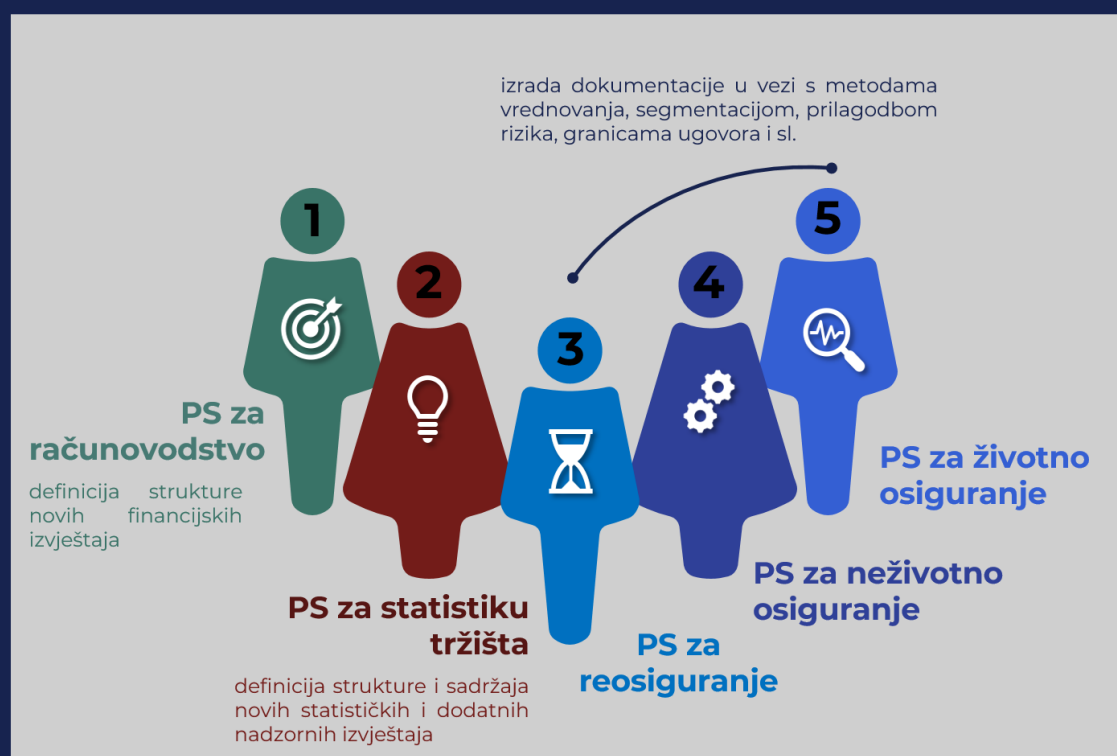 izrada dokumentacije u vezi s metodama
vrednovanja, segmentacijom, prilagodbom
rizika, granicama ugovora i sl.
1
2
3
4
5
PS za
računovodstvo
definicija strukture
novih financijskih
izvještaja
PS za statistiku
tržišta
definicija strukture i sadržaja
novih statističkih i dodatnih
nadzornih izvještaja
PS za
reosiguranje
PS za neživotno
osiguranje
PS za životno
osiguranje